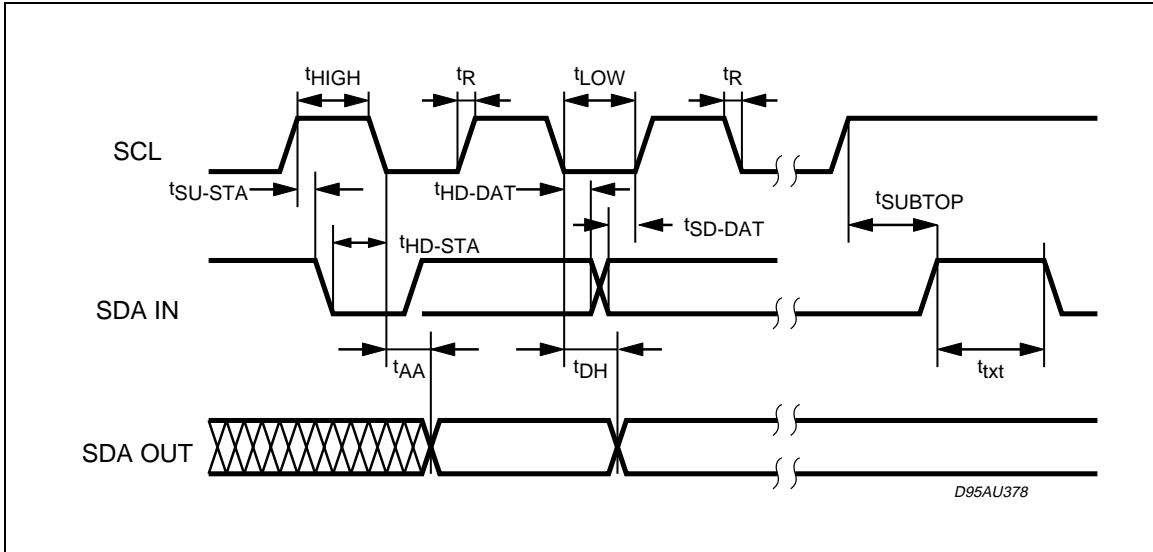 tHIGH
tR
tLOW
tR
SCL
tSU-STA
tHD-DAT
tSUBTOP
tSD-DAT
tHD-STA
SDA IN
tAA
tDH
ttxt
SDA OUT
D95AU378